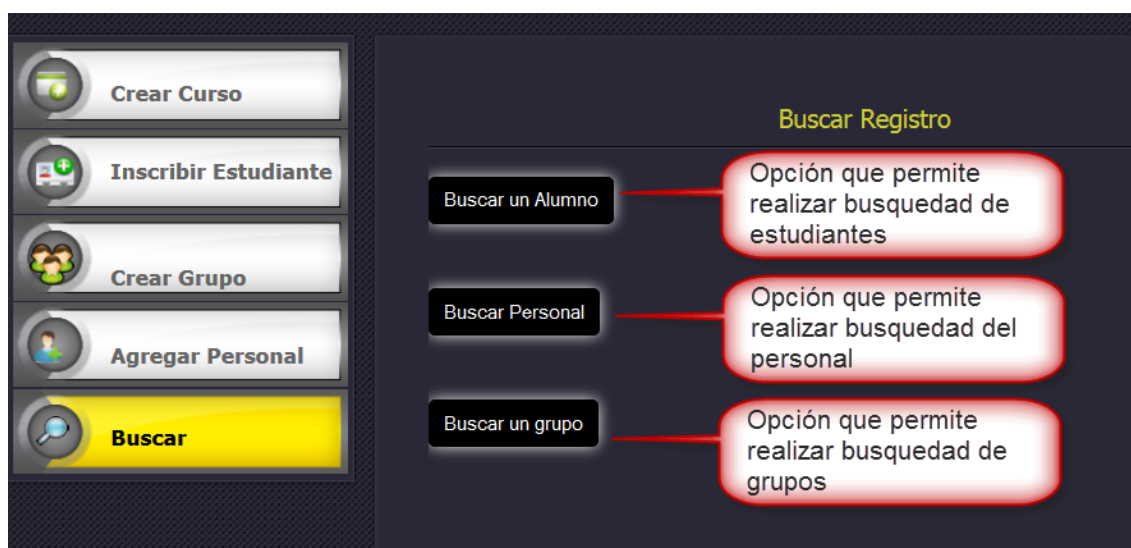 Crear Curso
Inscribir Estudiante
Crear Grupo
Agregar Personal
Buscar
Buscar Registro
Buscar un Alumno
Opción que permite
realizar busquedad de
estudiantes
Buscar Personal
Opción que permite
realizar busquedad del
personal
Buscar un grupo
Opción que permite
realizar busquedad de
grupos